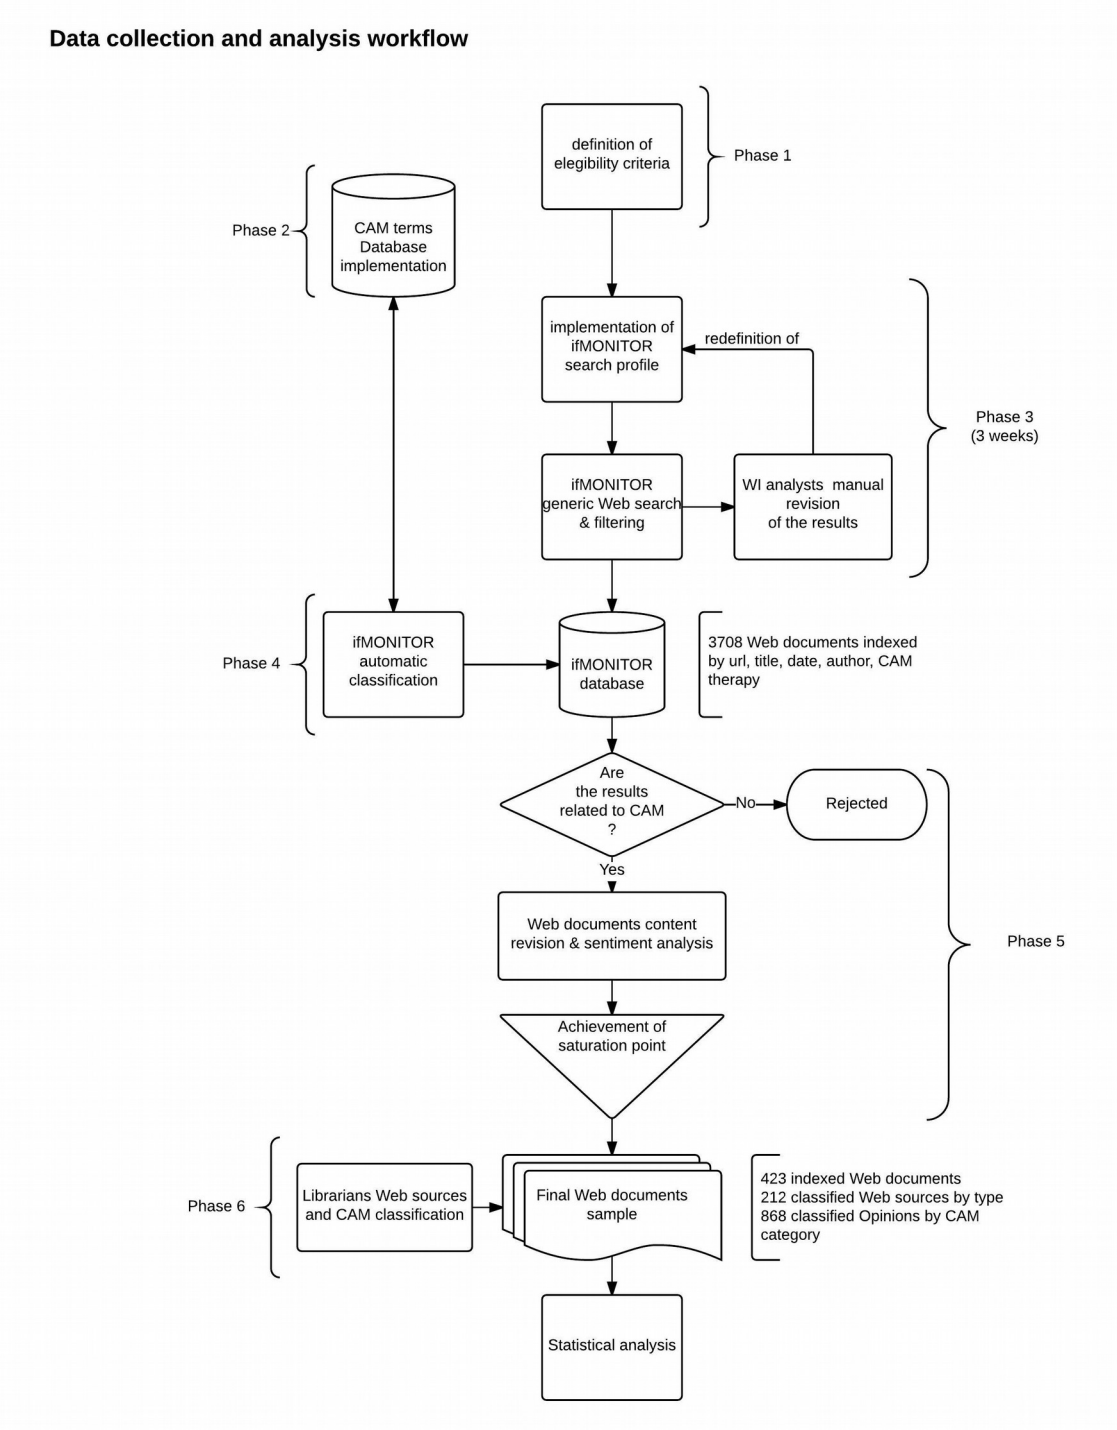 Data collection and analysis workflow
definition of
elegibility criteria
Phase 1
Phase 2
CAM terms
Database
implementation
implementation of
ifMONITOR
search profile
redefinition of
Phase 3
(3 weeks)
ifMONITOR
generic Web search
& filtering
WI analysts  manual
revision
of the results
Phase 4
ifMONITOR
automatic
classification
ifMONITOR
database
3708 Web documents indexed
by url, title, date, author, CAM
therapy
Are
the results
related to CAM
?
No
Rejected
Yes
Web documents content
revision & sentiment analysis
Phase 5
Achievement of
saturation point
Phase 6
Librarians Web sources
and CAM classification
Final Web documents
sample
423 indexed Web documents
212 classified Web sources by type
868 classified Opinions by CAM
category
Statistical analysis